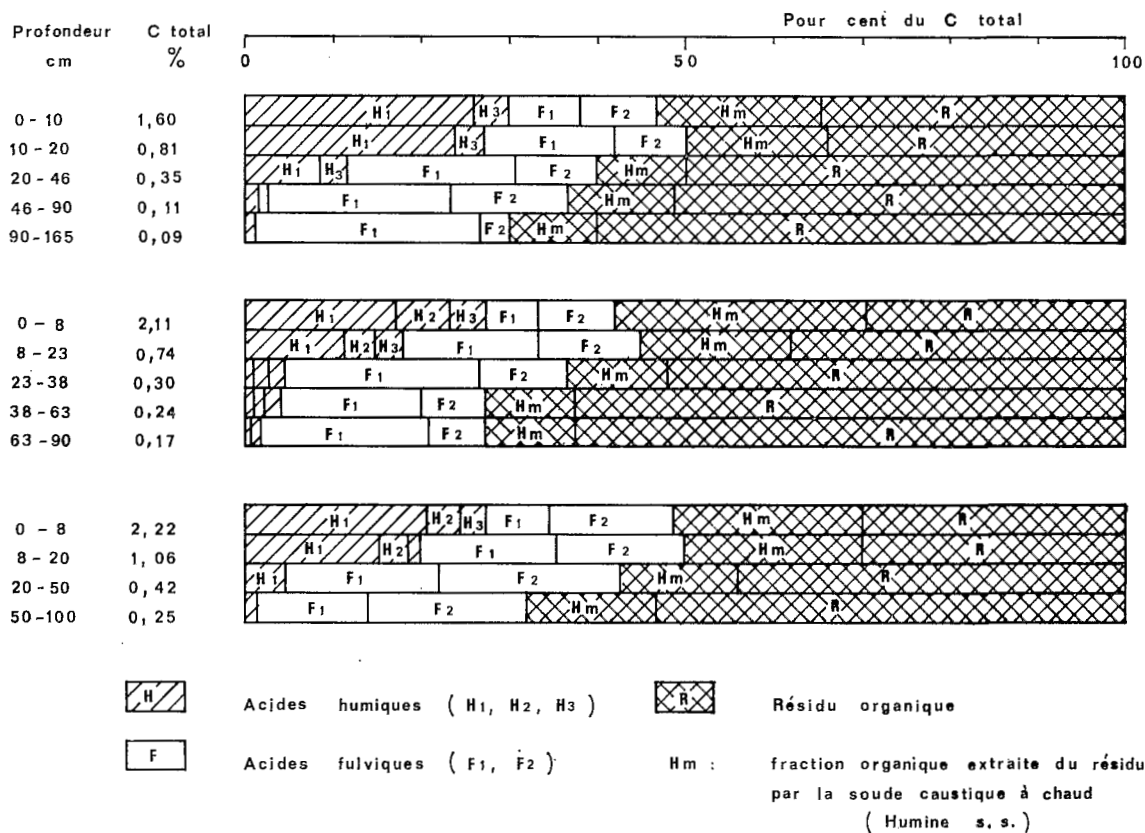 Pour cent du C total
Profondeur C total
cm %
0 50 100
0-10 1,60 H1 H3 F1 F2 Hm R
10-20 0,81 H1 H3 F1 F2 Hm R
20-46 0,35 H1 H3 F1 F2 Hm R
46-90 0,11 F1 F2 Hm R
90-165 0,09 F1 F2 Hm R
0-8 2,11 H1 H2 H3 F1 F2 Hm R
8-23 0,74 H1 H2 H3 F1 F2 Hm R
23-38 0,30 F1 F2 Hm R
38-63 0,24 F1 F2 Hm R
63-90 0,17 F1 F2 Hm R
0-8 2,22 H1 H2 H3 F1 F2 Hm R
8-20 1,06 H1 H2 F1 F2 Hm R
20-50 0,42 H1 F1 F2 Hm R
50-100 0,25 F1 F2 Hm R
H Acides humiques (H1, H2, H3)
R Résidu organique
F Acides fulviques (F1, F2)
Hm : fraction organique extraite du résidu
par la soude caustique à chaud
(Humine s,s.)